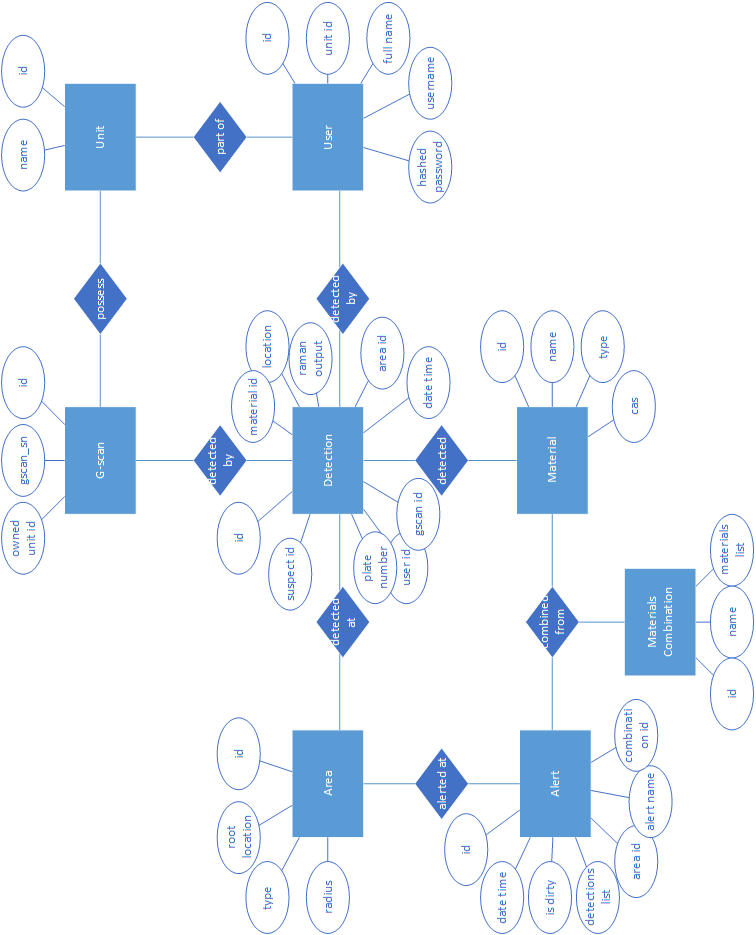 owned
unit id
gscan_sn
id
name
id
G-scan
possess
Unit
detected
by
part of
root
location
id
id
material id
type
location
id
suspect id
raman
output
radius
Area
Detection
User
unit id
detected
at
detected
by
plate
number
area id
full name
user id
gscan id
date time
hashed
password
username
alerted at
detected
id
date time
id
is dirty
Alert
combined
from
Material
name
detections
list
type
area id
combinati
on id
cas
alert name
Materials
Combination
id
name
materials
list